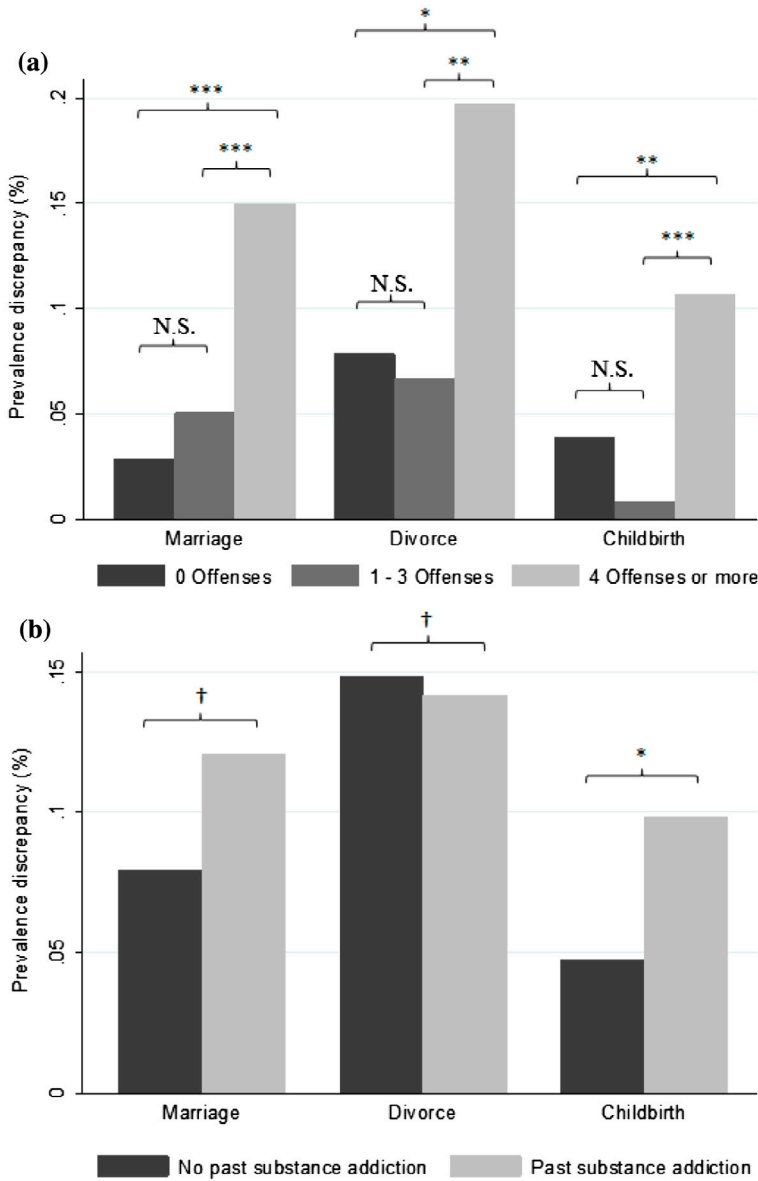 (a)
*
**
***
***
**
***
N.S.
N.S.
N.S.
Prevalence discrepancy (%)
.2
.15
.1
.05
0
Marriage Divorce Childbirth
0 Offenses 1 - 3 Offenses 4 Offenses or more
(b)
†
†
*
Prevalence discrepancy (%)
.15
.1
.05
0
Marriage Divorce Childbirth
No past substance addiction Past substance addiction